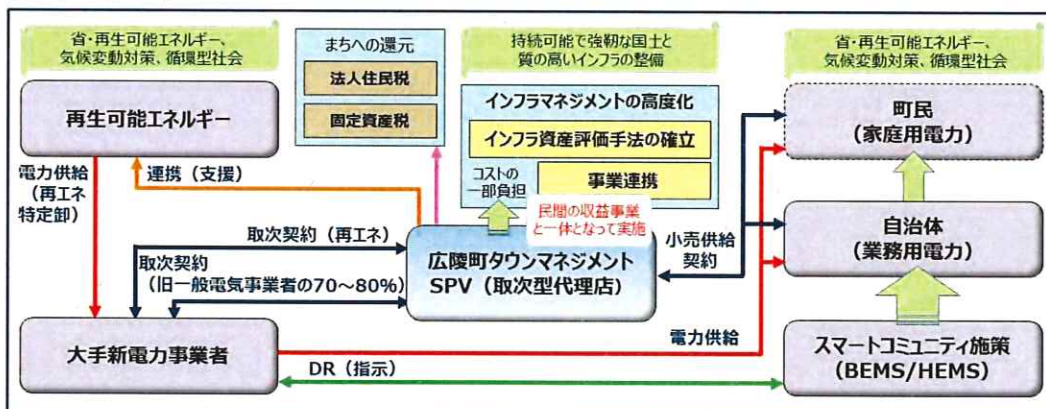 省・再生可能エネルギー、
気候変動対策、循環型社会
再生可能エネルギー
まちへの還元
法人住民税
固定資産税
持続可能で強靭な国土と
質の高いインフラの整備
インフラマネジメントの高度化
インフラ資産評価手法の確立
コストの
一部負担
事業連携
民間の収益事業
と一体となって実施
省・再生可能エネルギー、
気候変動対策、循環型社会
町民
(家庭用電力)
電力供給
(再エネ
特定卸)
連携(支援)
取次契約(再エネ)
取次契約
(旧一般電気事業者の70~80%)
広陵町タウンマネジメント
SPV(取次型代理店)
小売供給
契約
自治体
(業務用電力)
大手新電力事業者
電力供給
DR(指示)
スマートコミュニティ施策
(BEMS/HEMS)